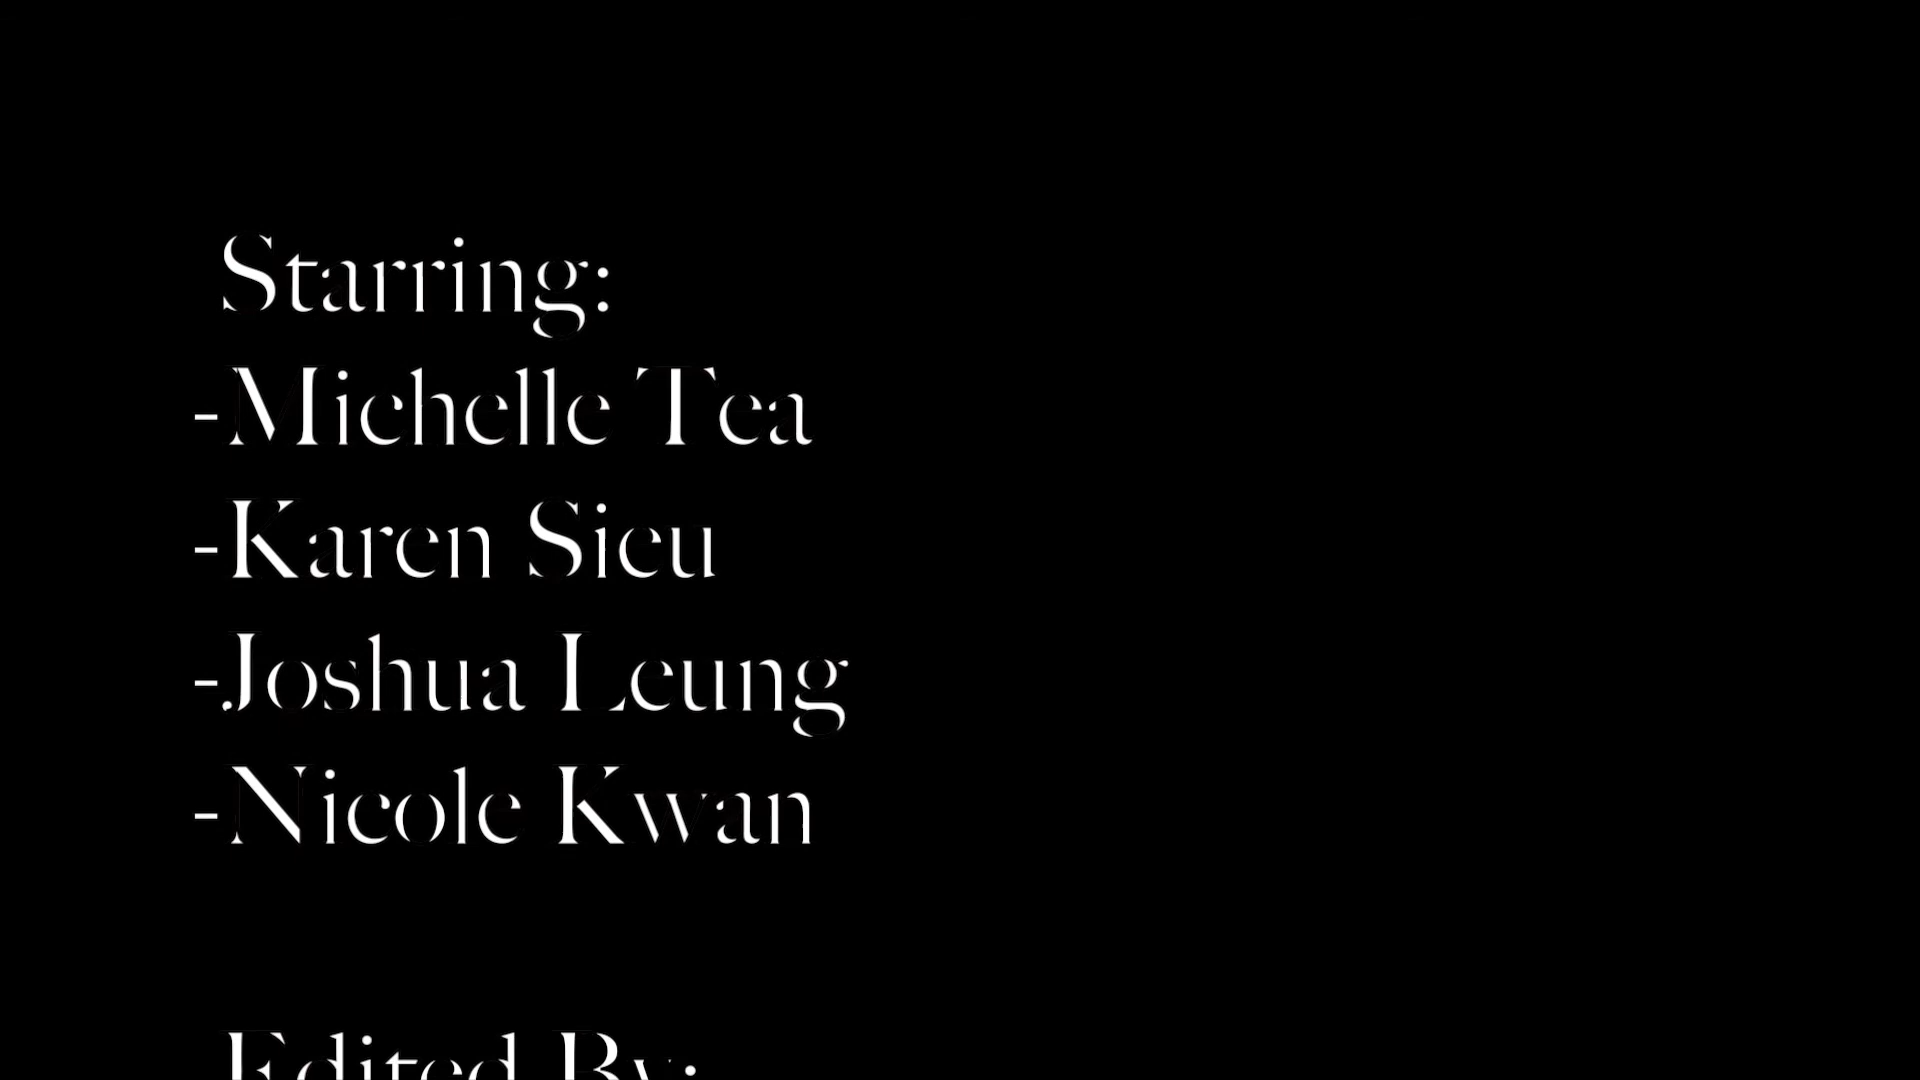 Starring:
-Michelle Tea
-Karen Sieu
-Joshua Leung
-Nicole Kwan
Edited By: